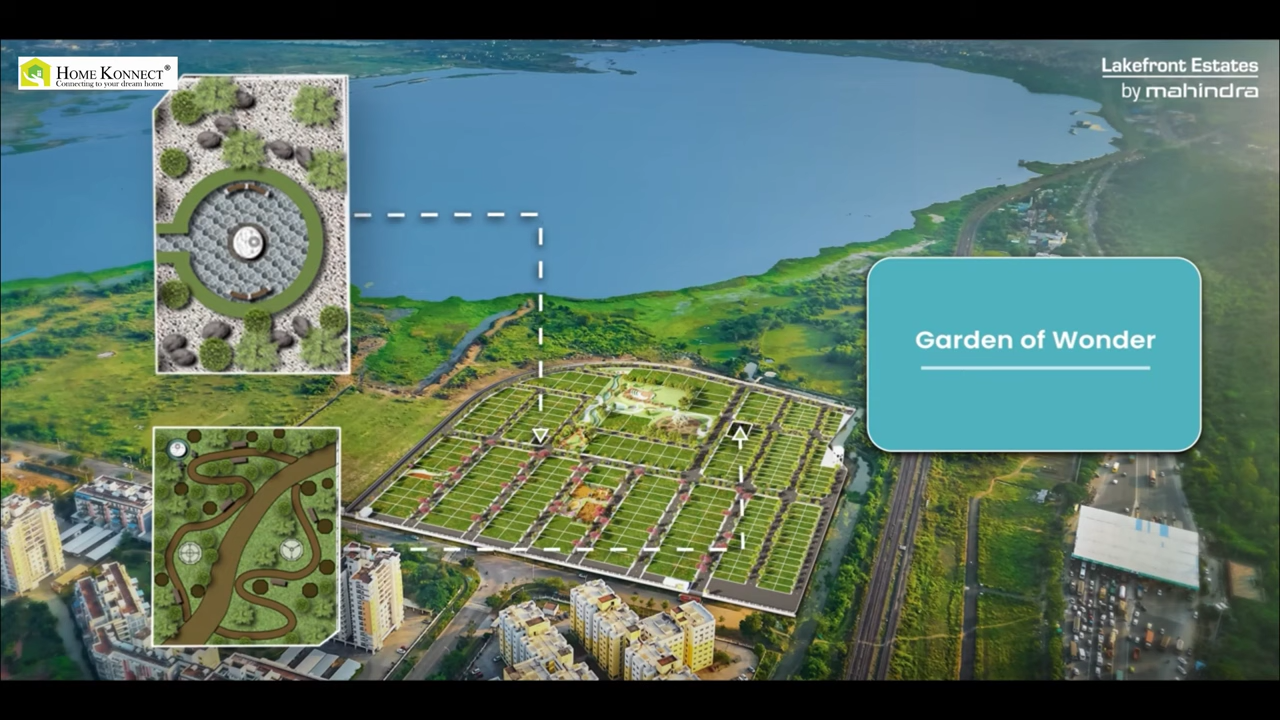 HOME KONNECT®
Connecting to your dream home
Lakefront Estates
by mahindra
Garden of Wonder